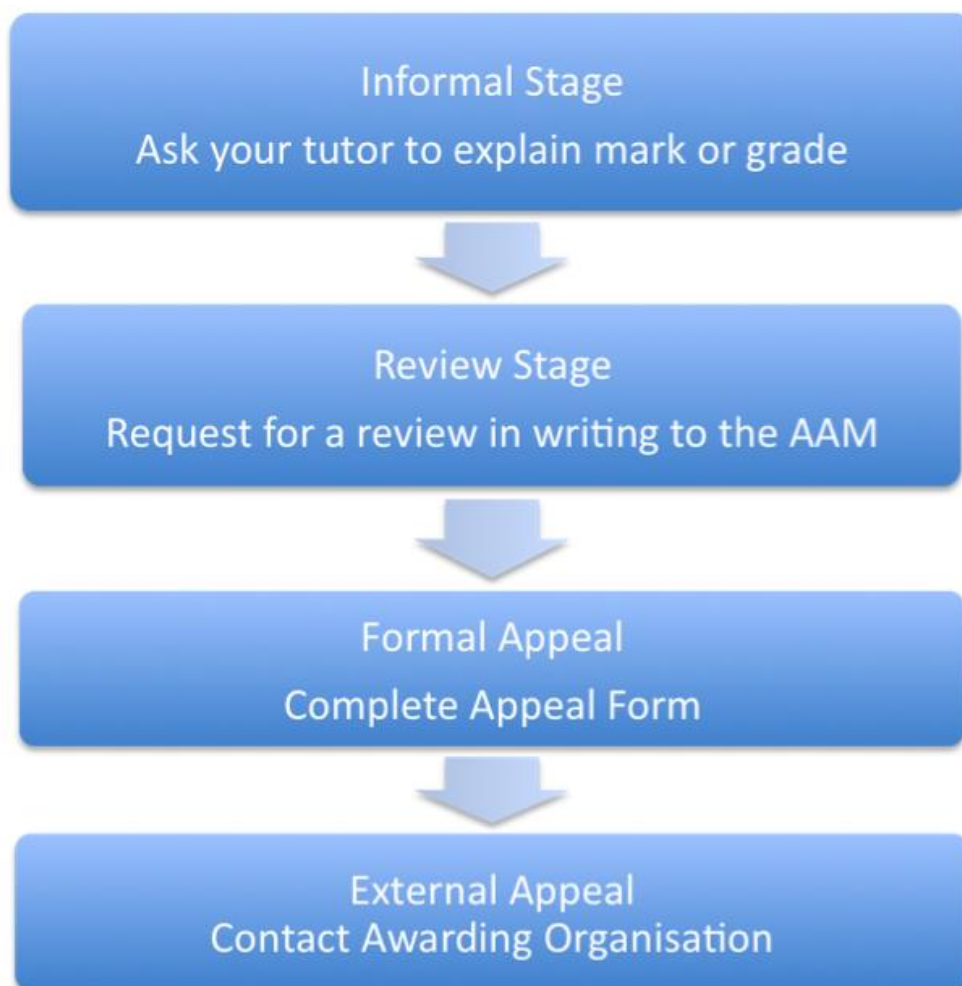 Informal Stage
Ask your tutor to explain mark or grade
Review Stage
Request for a review in writing to the AAM
Formal Appeal
Complete Appeal Form
External Appeal
Contact Awarding Organisation